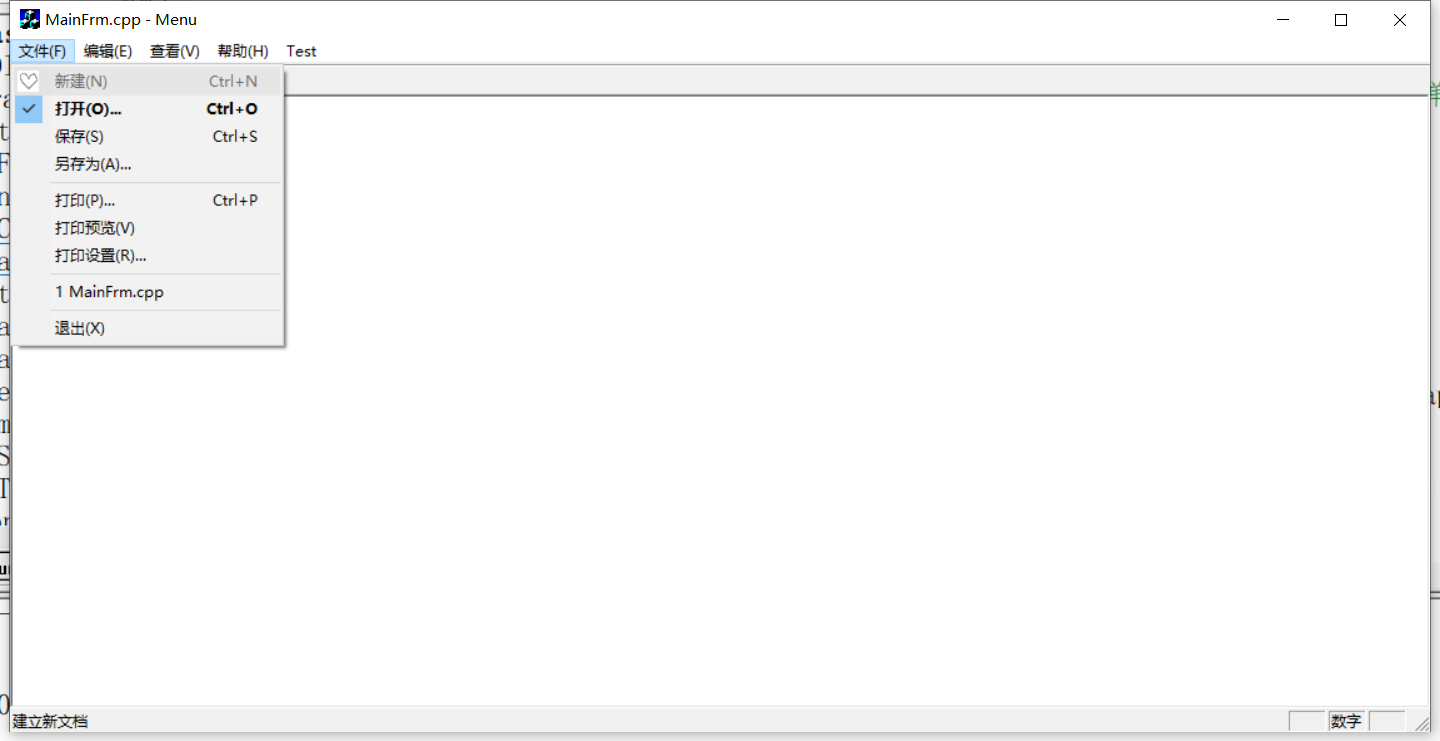 MainFrm.cpp - Menu
文件(F) 编辑(E) 查看(V) 帮助(H) Test
新建(N) Ctrl+N
打开(O)... Ctrl+O
保存(S) Ctrl+S
另存为(A)...
打印(P)... Ctrl+P
打印预览(V)
打印设置(R)...
1 MainFrm.cpp
退出(X)
建立新文档 数字